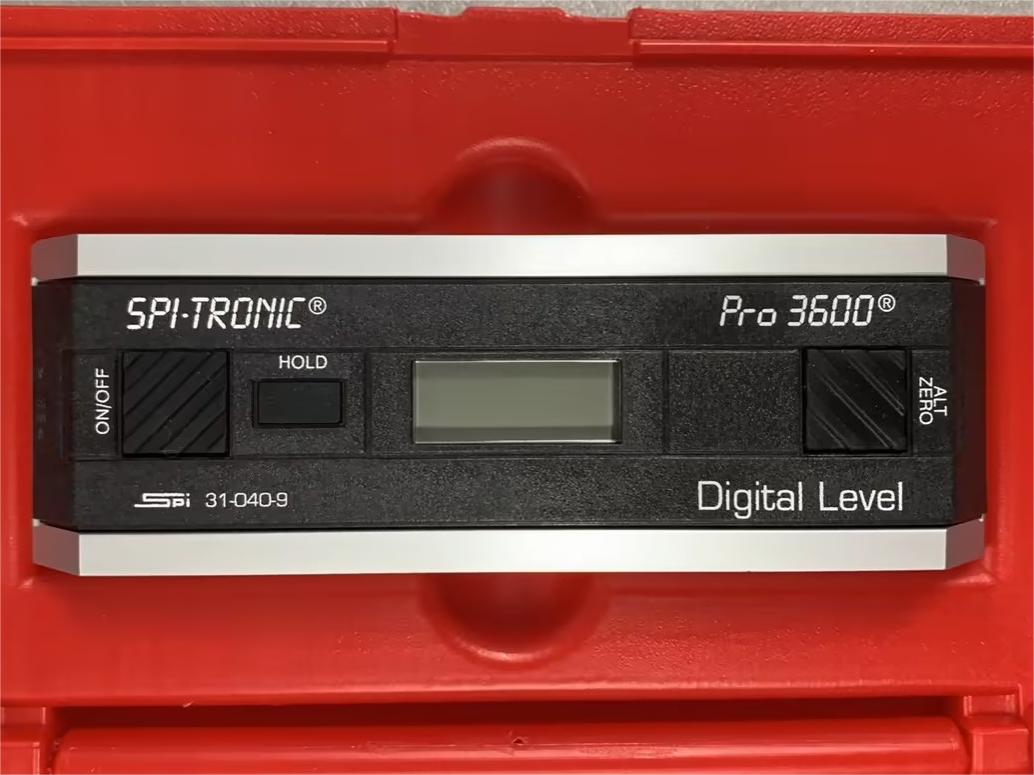 SPI-TRONIC®
Pro 3600®
HOLD
ON/OFF
ALT
ZERO
Spi 31-040-9
Digital Level